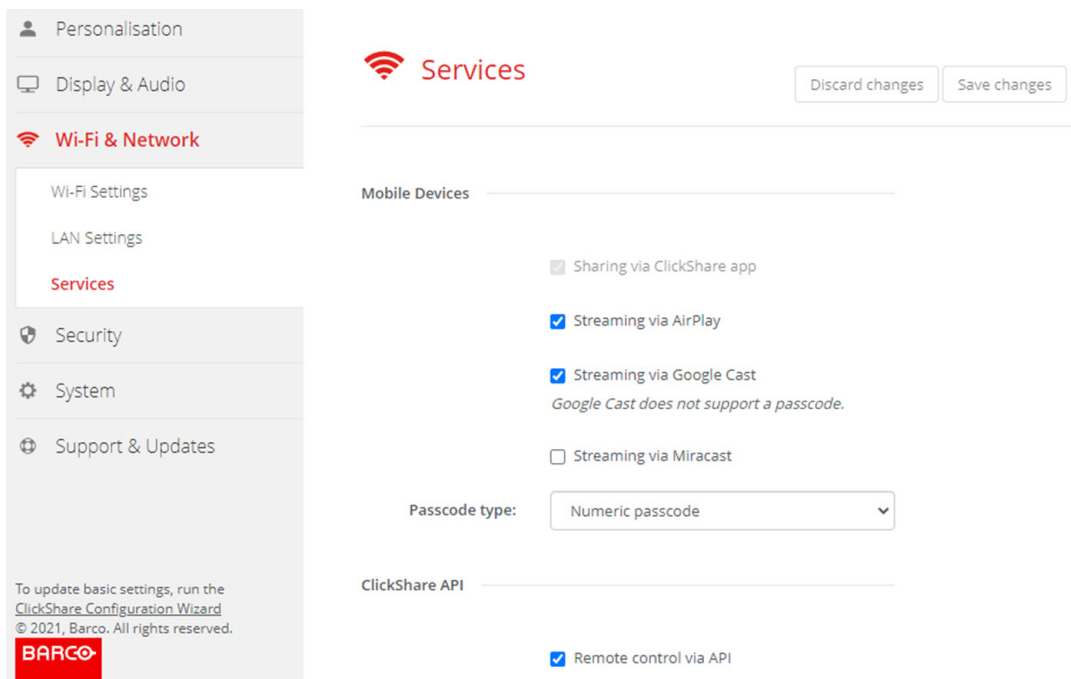 Personalisation
Display & Audio
Wi-Fi & Network
Wi-Fi Settings
LAN Settings
Services
Security
System
Support & Updates
To update basic settings, run the
ClickShare Configuration Wizard
© 2021, Barco. All rights reserved.
BARCO
Services
Discard changes
Save changes
Mobile Devices
Sharing via ClickShare app
Streaming via AirPlay
Streaming via Google Cast
Google Cast does not support a passcode.
Streaming via Miracast
Passcode type:
Numeric passcode
ClickShare API
Remote control via API